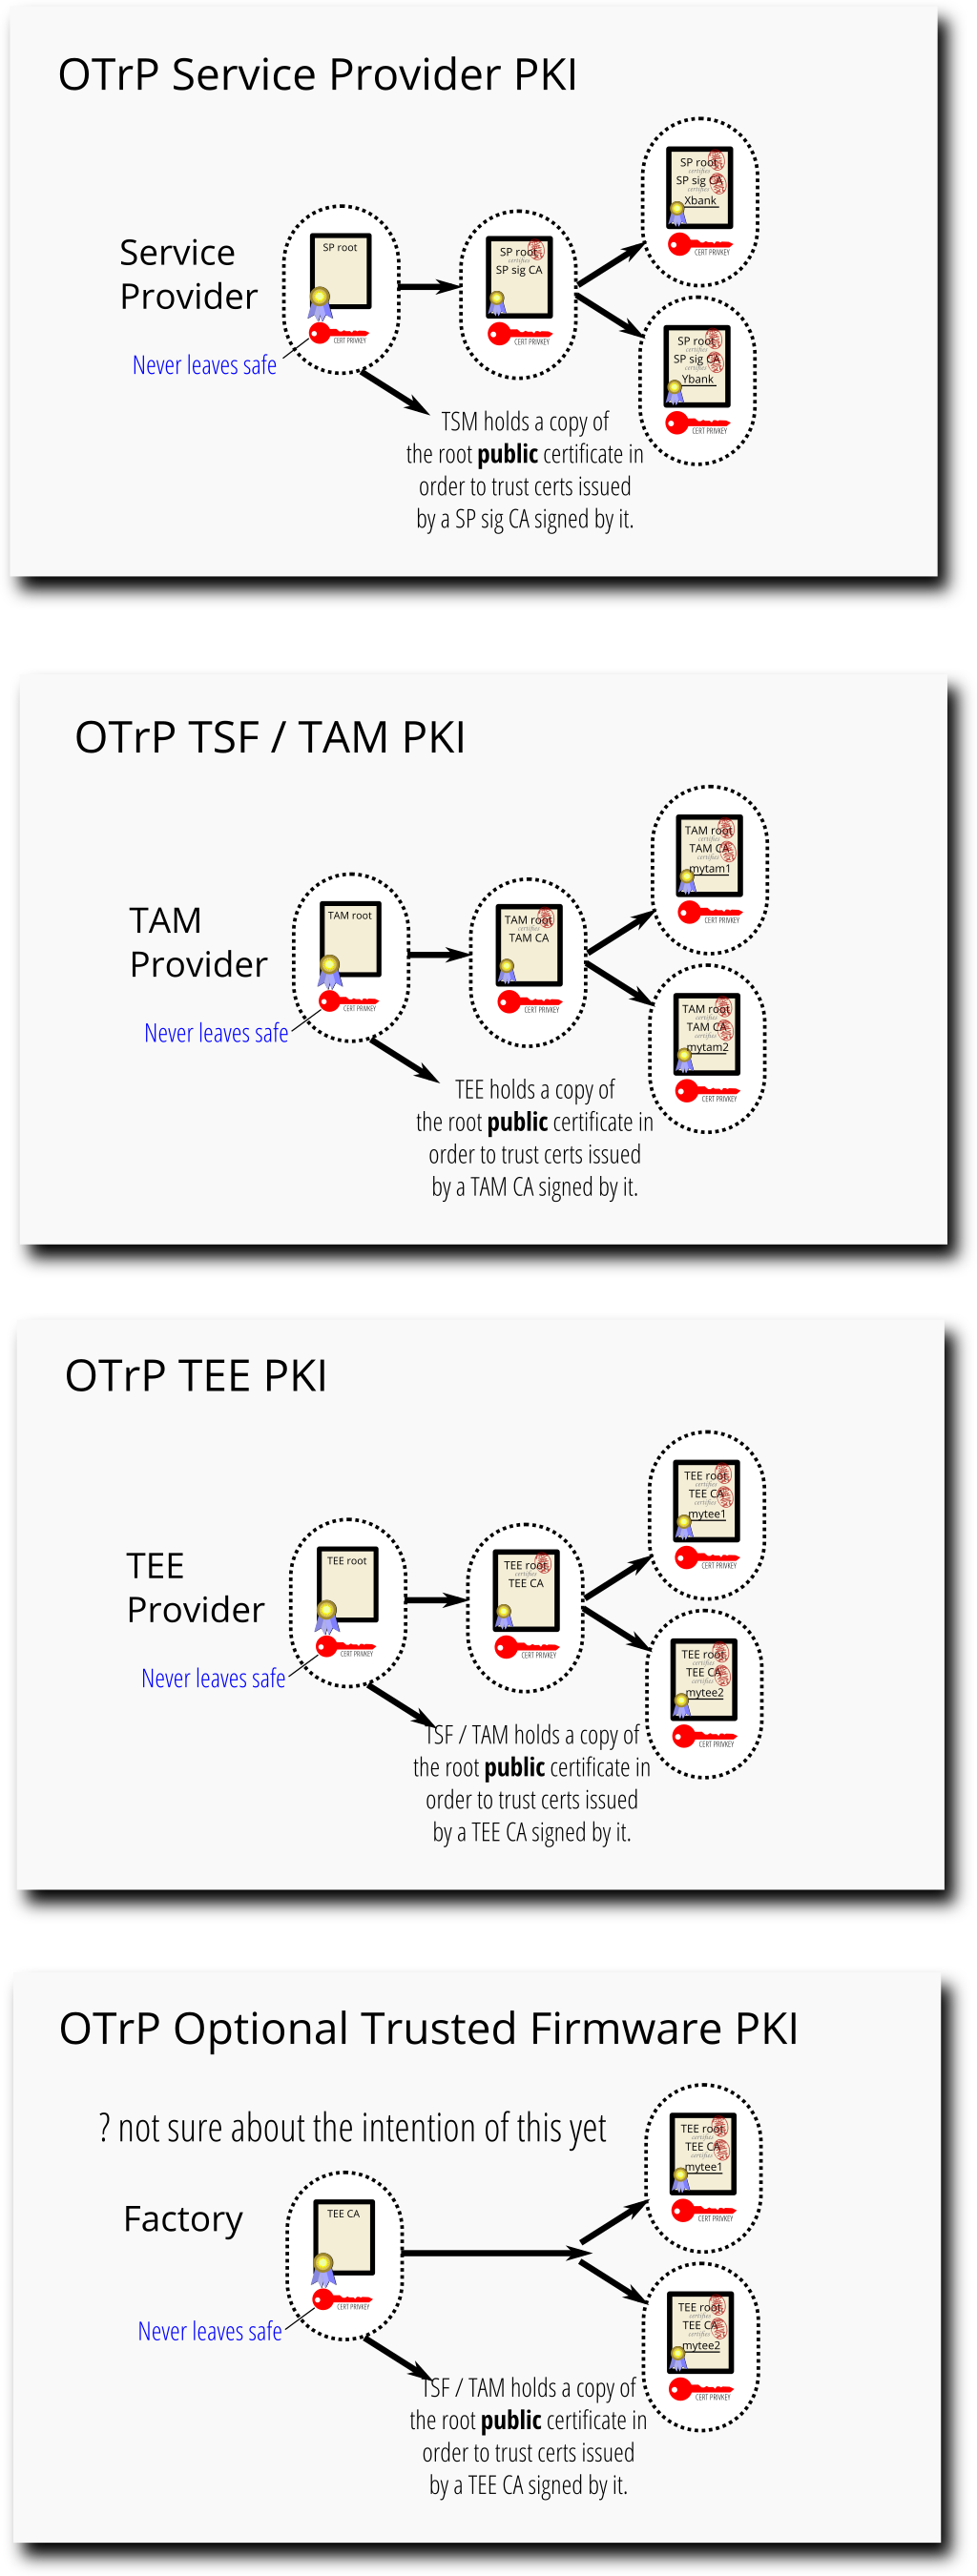 OTrP Service Provider PKI
SP root
certifies
SP sig CA
certifies
Xbank
CERT PRIVKEY
Service
Provider
SP root
CERT PRIVKEY
SP root
certifies
SP sig CA
CERT PRIVKEY
Never leaves safe
SP root
certifies
SP sig CA
certifies
Ybank
CERT PRIVKEY
TSM holds a copy of
the root public certificate in
order to trust certs issued
by a SP sig CA signed by it.
OTrP TSF / TAM PKI
TAM root
certifies
TAM CA
certifies
mytam1
CERT PRIVKEY
TAM
Provider
TAM root
CERT PRIVKEY
TAM root
certifies
TAM CA
CERT PRIVKEY
Never leaves safe
TAM root
certifies
TAM CA
certifies
mytam2
CERT PRIVKEY
TEE holds a copy of
the root public certificate in
order to trust certs issued
by a TAM CA signed by it.
OTrP TEE PKI
TEE root
certifies
TEE CA
certifies
mytee1
CERT PRIVKEY
TEE
Provider
TEE root
CERT PRIVKEY
TEE root
certifies
TEE CA
CERT PRIVKEY
Never leaves safe
TEE root
certifies
TEE CA
certifies
mytee2
CERT PRIVKEY
TSF / TAM holds a copy of
the root public certificate in
order to trust certs issued
by a TEE CA signed by it.
OTrP Optional Trusted Firmware PKI
? not sure about the intention of this yet
TEE root
certifies
TEE CA
certifies
mytee1
CERT PRIVKEY
Factory
TEE CA
CERT PRIVKEY
Never leaves safe
TEE root
certifies
TEE CA
certifies
mytee2
CERT PRIVKEY
TSF / TAM holds a copy of
the root public certificate in
order to trust certs issued
by a TEE CA signed by it.